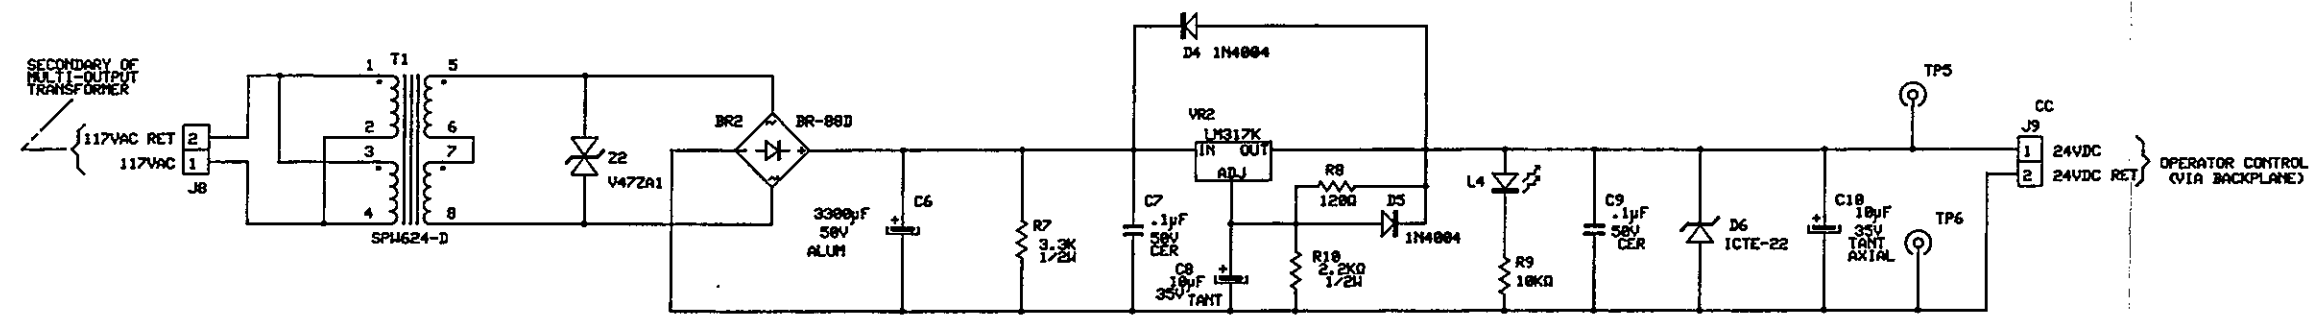 SECONDARY OF
MULTI-OUTPUT
TRANSFORMER
117VAC RET 2
117VAC 1
J8
T1
1
2
3
4
5
6
7
8
SPW624-D
Z2
V47ZA1
BR2
BR-88D
~
- +
~
3300µF
50V
ALUM
+
C6
R7
3.3K
1/2W
C7
.1µF
50V
CER
D4 1N4004
VR2
LM317K
IN OUT
ADJ
R8
120Ω
D5
1N4004
C8
10µF
35V
TANT
+
R10
2.2KΩ
1/2W
L4
R9
10KΩ
C9
.1µF
50V
CER
D6
ICTE-22
+
C10
10µF
35V
TANT
AXIAL
TP5
TP6
CC
J9
1 24VDC
2 24VDC RET
OPERATOR CONTROL
(VIA BACKPLANE)